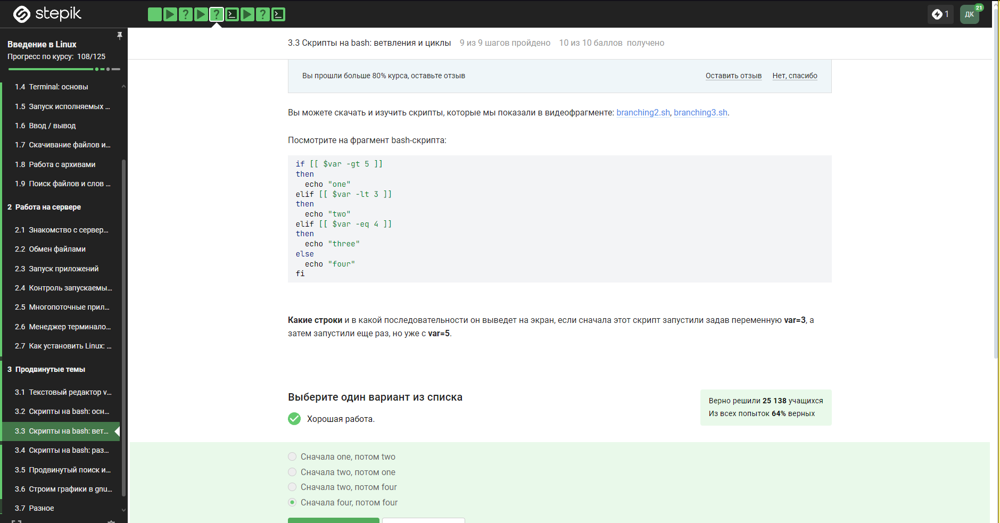 stepik
1
ДК
21
Введение в Linux
Прогресс по курсу: 108/125
1.4 Terminal: основы
1.5 Запуск исполняемых ...
1.6 Ввод / вывод
1.7 Скачивание файлов и...
1.8 Работа с архивами
1.9 Поиск файлов и слов ...
2 Работа на сервере
2.1 Знакомство с сервер...
2.2 Обмен файлами
2.3 Запуск приложений
2.4 Контроль запускаемы...
2.5 Многопоточные прил...
2.6 Менеджер терминало...
2.7 Как установить Linux: ...
3 Продвинутые темы
3.1 Текстовый редактор v...
3.2 Скрипты на bash: осн...
3.3 Скрипты на bash: вет...
3.4 Скрипты на bash: раз...
3.5 Продвинутый поиск и...
3.6 Строим графики в gnu...
3.7 Разное
3.3 Скрипты на bash: ветвления и циклы 9 из 9 шагов пройдено 10 из 10 баллов получено
Вы прошли больше 80% курса, оставьте отзыв Оставить отзыв Нет, спасибо
Вы можете скачать и изучить скрипты, которые мы показали в видеофрагменте: branching2.sh, branching3.sh.
Посмотрите на фрагмент bash-скрипта:
if [[ $var -gt 5 ]]
then
echo "one"
elif [[ $var -lt 3 ]]
then
echo "two"
elif [[ $var -eq 4 ]]
then
echo "three"
else
echo "four"
fi
Какие строки и в какой последовательности он выведет на экран, если сначала этот скрипт запустили задав переменную var=3, а
затем запустили еще раз, но уже с var=5.
Выберите один вариант из списка
Хорошая работа.
Верно решили 25 138 учащихся
Из всех попыток 64% верных
Сначала one, потом two
Сначала two, потом one
Сначала two, потом four
Сначала four, потом four